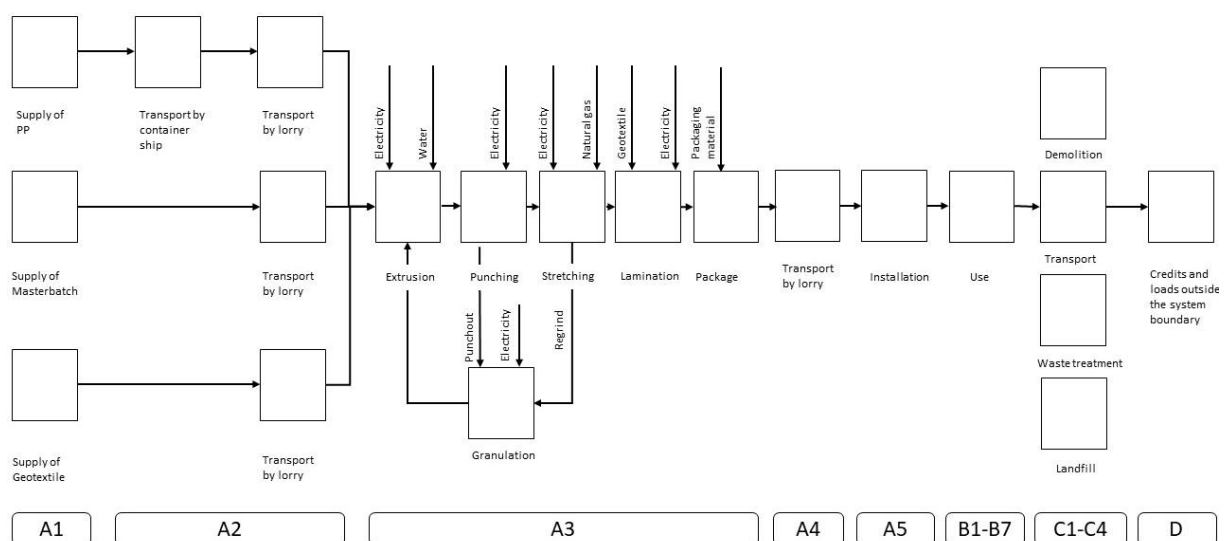 Supply of
PP
Transport by
container
ship
Transport
by lorry
Supply of
Masterbatch
Transport
by lorry
Supply of
Geotextile
Transport
by lorry
Electricity
Water
Electricity
Electricity
Natural gas
Geotextile
Electricity
Packaging
material
Extrusion
Punching
Stretching
Lamination
Package
Punchout
Electricity
Regrind
Granulation
Transport
by lorry
Installation
Use
Demolition
Transport
Waste treatment
Landfill
Credits and
loads outside
the system
boundary
A1
A2
A3
A4
A5
B1-B7
C1-C4
D